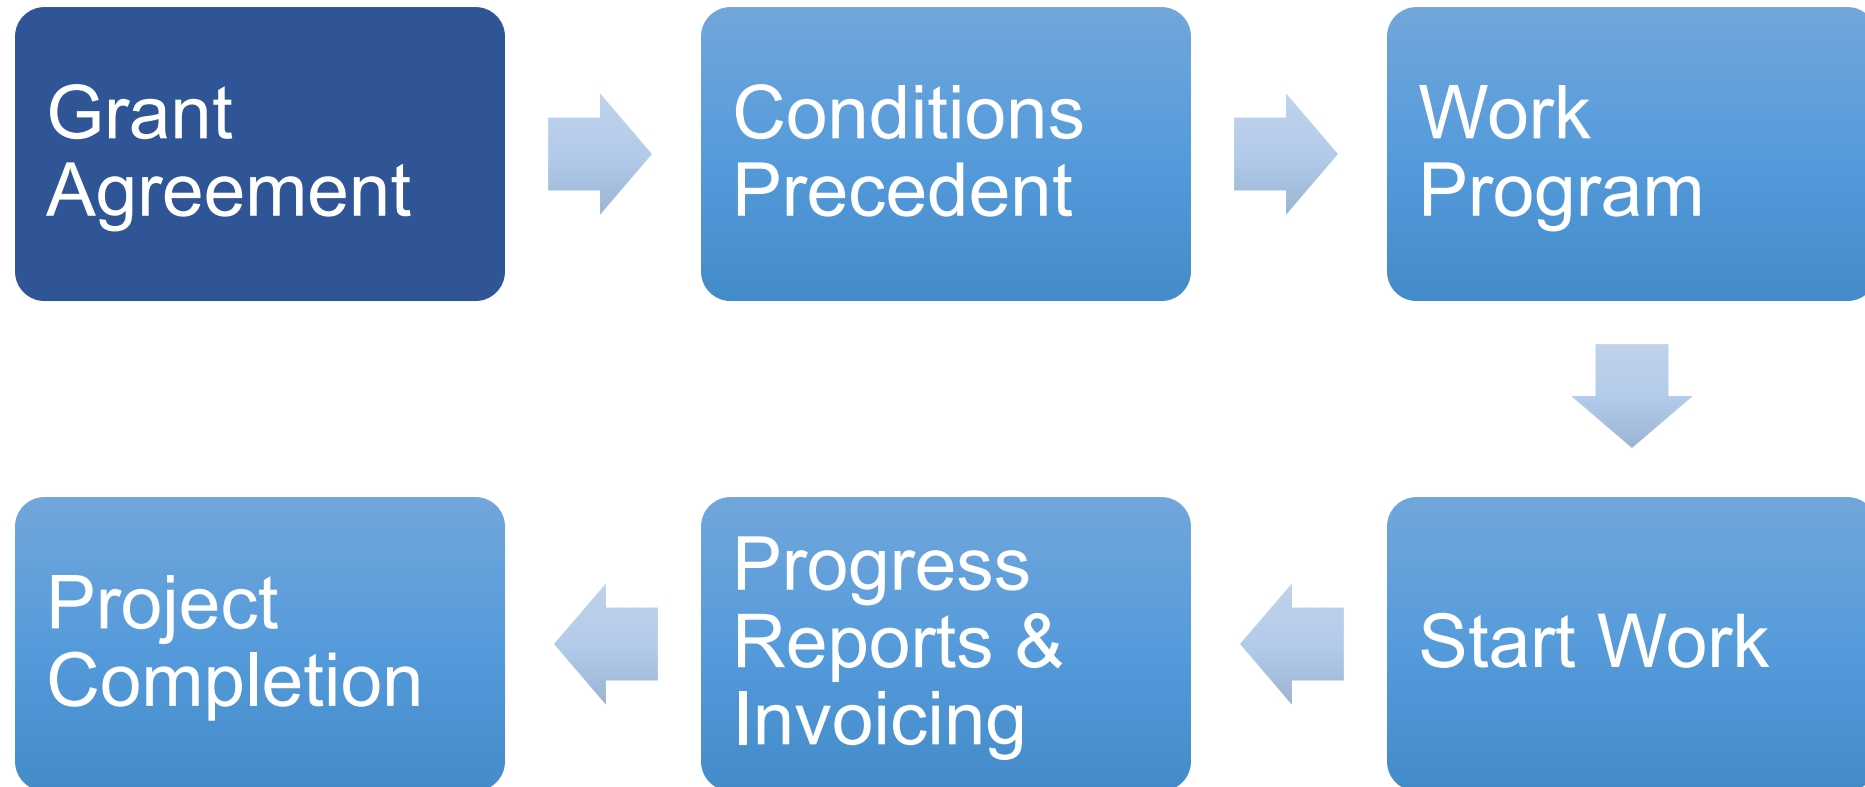 Grant
Agreement
Conditions
Precedent
Work
Program
Start Work
Progress
Reports &
Invoicing
Project
Completion